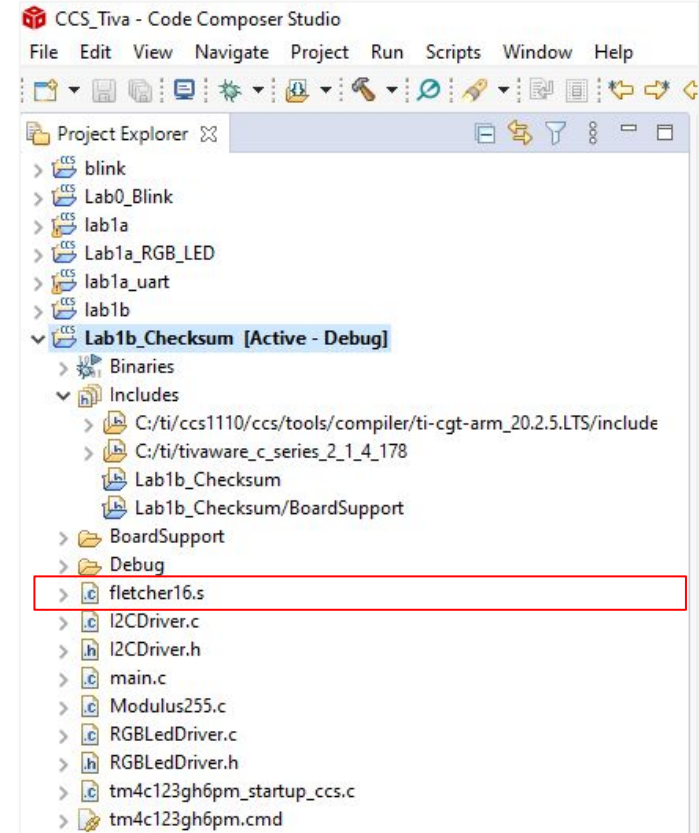 CCS_Tiva - Code Composer Studio
File Edit View Navigate Project Run Scripts Window Help
Project Explorer
blink
Lab0_Blink
lab1a
Lab1a_RGB_LED
lab1a_uart
lab1b
Lab1b_Checksum [Active - Debug]
Binaries
Includes
C:/ti/ccs1110/ccs/tools/compiler/ti-cgt-arm_20.2.5.LTS/include
C:/ti/tivaware_c_series_2_1_4_178
Lab1b_Checksum
Lab1b_Checksum/BoardSupport
BoardSupport
Debug
fletcher16.s
I2CDriver.c
I2CDriver.h
main.c
Modulus255.c
RGBLedDriver.c
RGBLedDriver.h
tm4c123gh6pm_startup_ccs.c
tm4c123gh6pm.cmd